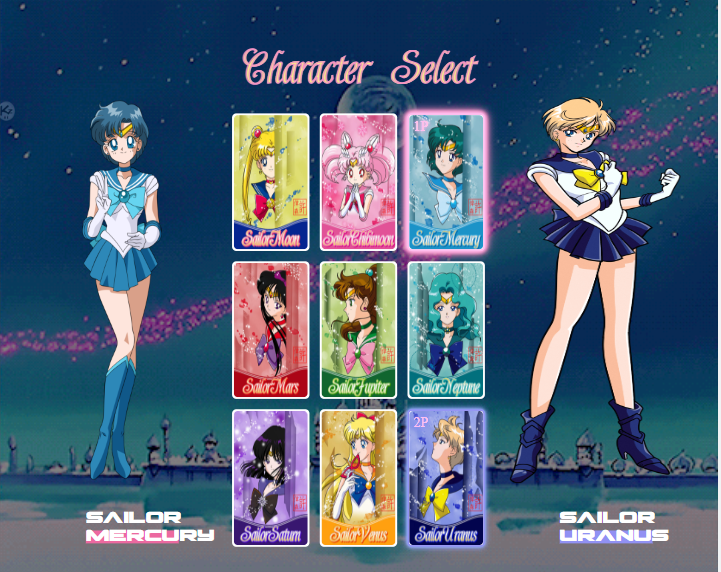 Character Select
1P
SailorMoon
SailorChibimoon
SailorMercury
SailorMars
SailorJupiter
SailorNeptune
2P
SailorSaturn
SailorVenus
SailorUranus
SAILOR
MERCURY
SAILOR
URANUS